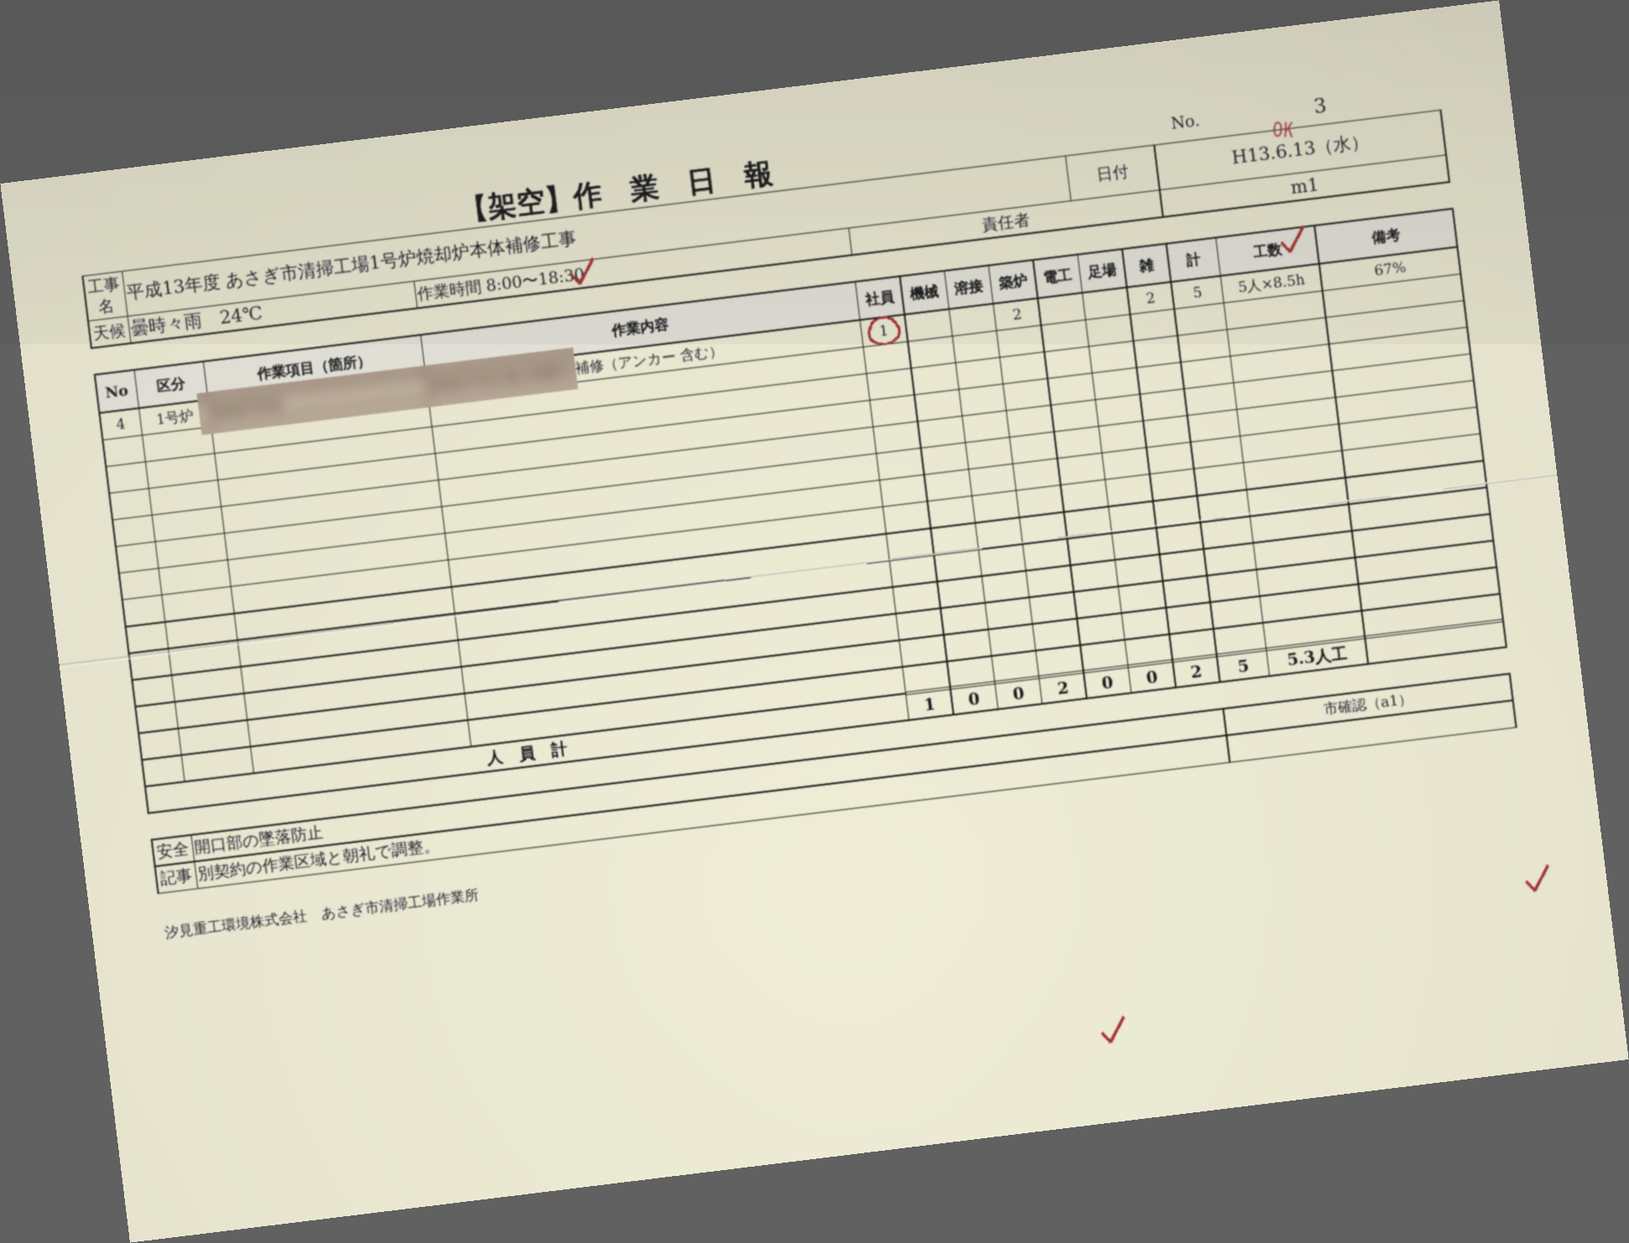 No. 3
【架空】作 業 日 報
OK
日付 H13.6.13（水）
工事名 平成13年度 あさぎ市清掃工場1号炉焼却炉本体補修工事
責任者 m1
天候 曇時々雨 24℃ 作業時間 8:00〜18:30
No 区分 作業項目（箇所） 作業内容 社員 機械 溶接 築炉 電工 足場 雑 計 工数 備考
4 1号炉 補修（アンカー 含む） 1 2 2 5 5人×8.5h 67%
人 員 計 1 0 0 2 0 0 2 5 5.3人工
市確認（a1）
安全 開口部の墜落防止
記事 別契約の作業区域と朝礼で調整。
汐見重工環境株式会社 あさぎ市清掃工場作業所